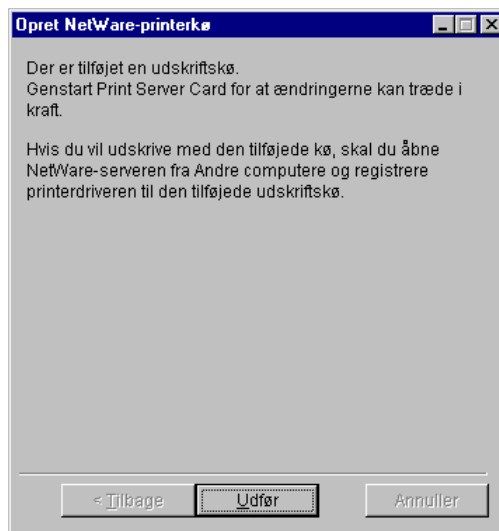 Opret NetWare-printerkø
Der er tilføjet en udskriftskø.
Genstart Print Server Card for at ændringerne kan træde i
kraft.
Hvis du vil udskrive med den tilføjede kø, skal du åbne
NetWare-serveren fra Andre computere og registrere
printerdriveren til den tilføjede udskriftskø.
< Tilbage
Udfør
Annuller